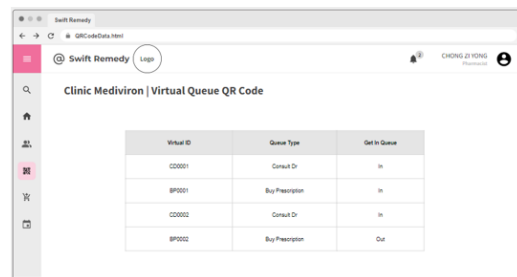 Swift Remedy
QRCodeData.html
@ Swift Remedy Logo
CHONG ZI YONG
Pharmacist
Clinic Mediviron | Virtual Queue QR Code
Virtual ID Queue Type Get In Queue
CD0001 Consult Dr In
BP0001 Buy Prescription In
CD0002 Consult Dr In
BP0002 Buy Prescription Out